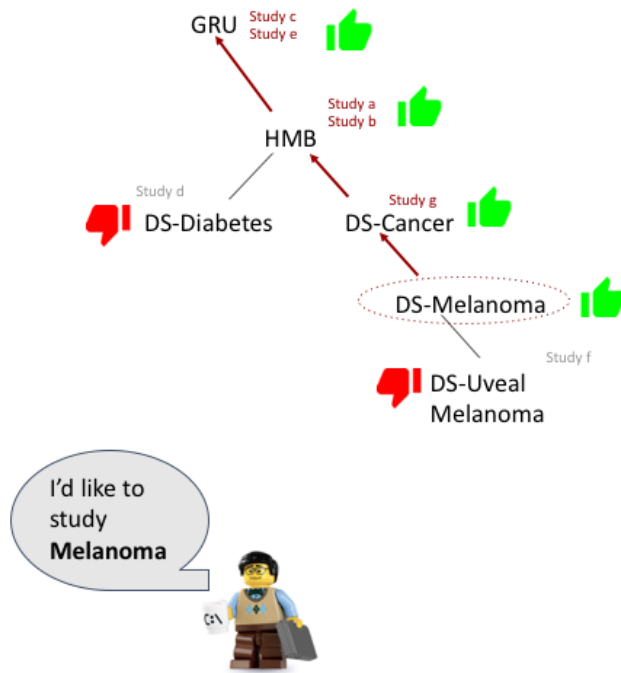 GRU
Study c
Study e
Study a
Study b
HMB
Study d
DS-Diabetes
Study g
DS-Cancer
DS-Melanoma
Study f
DS-Uveal
Melanoma
I'd like to
study
Melanoma
C:\